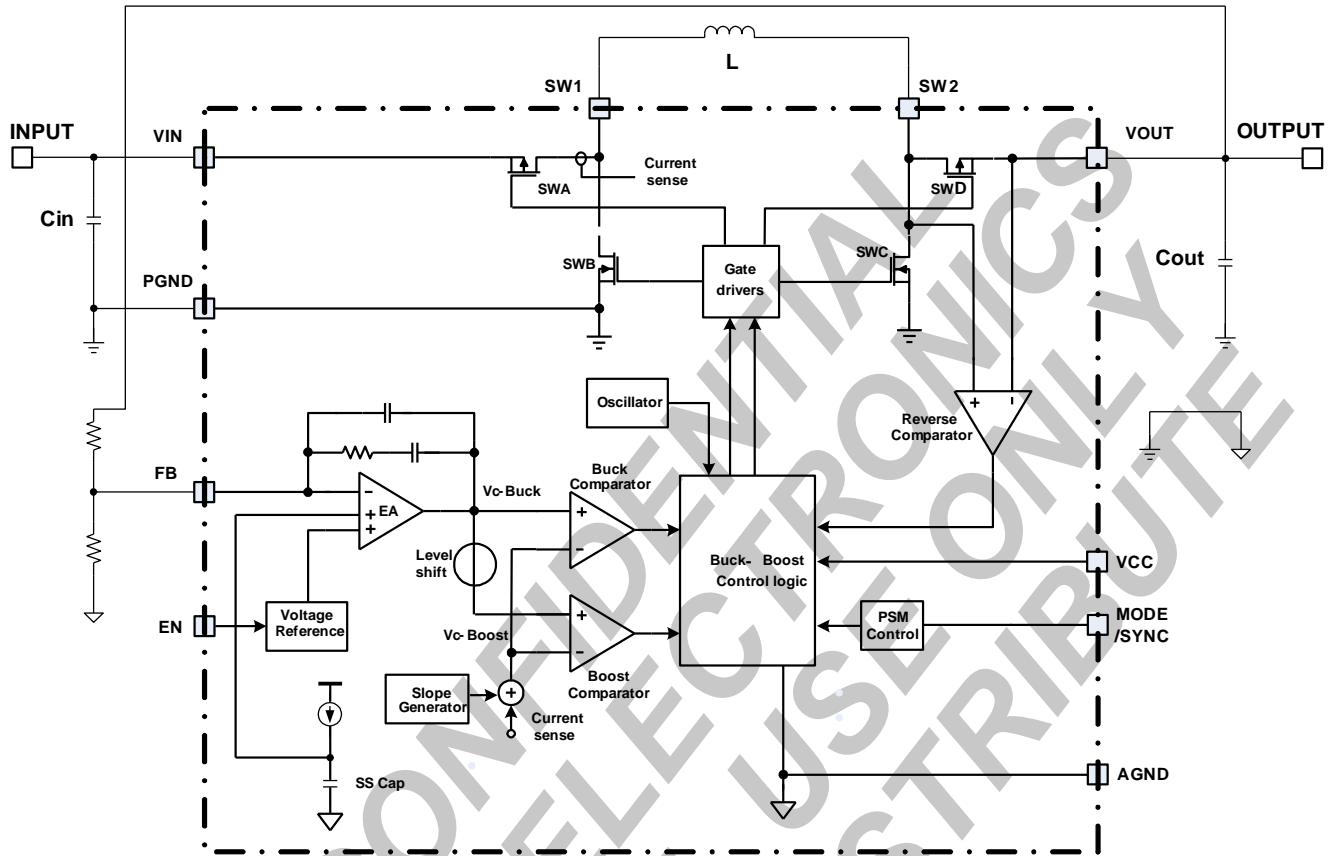 L
SW1
SW2
INPUT
VIN
VOUT
OUTPUT
Current
sense
SWA
SWD
Cin
SWB
Gate
drivers
SWC
Cout
PGND
Oscillator
Reverse
Comparator
+
-
FB
-
EA
+
+
Vc-Buck
Buck
Comparator
+
-
Level
shift
Buck- Boost
Control logic
VCC
EN
Voltage
Reference
Vc-Boost
+
-
Boost
Comparator
PSM
Control
MODE
/SYNC
Slope
Generator
+
Current
sense
SS Cap
AGND
CONFIDENTIAL
ELECTRONICS
USE ONLY